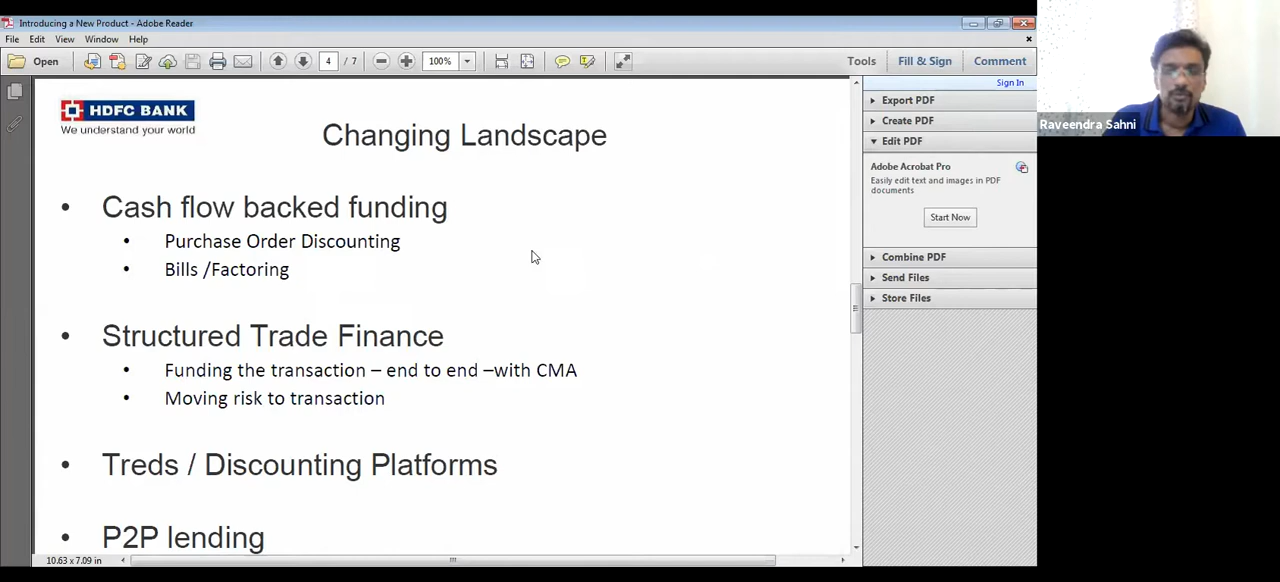 Introducing a New Product - Adobe Reader
File Edit View Window Help
Open 4 / 7 100% Tools Fill & Sign Comment
Sign In
HDFC BANK
We understand your world
Changing Landscape
• Cash flow backed funding
• Purchase Order Discounting
• Bills /Factoring
• Structured Trade Finance
• Funding the transaction – end to end –with CMA
• Moving risk to transaction
• Treds / Discounting Platforms
• P2P lending
10.63 x 7.09 in
Export PDF
Create PDF
Edit PDF
Adobe Acrobat Pro
Easily edit text and images in PDF
documents
Start Now
Combine PDF
Send Files
Store Files
Raveendra Sahni